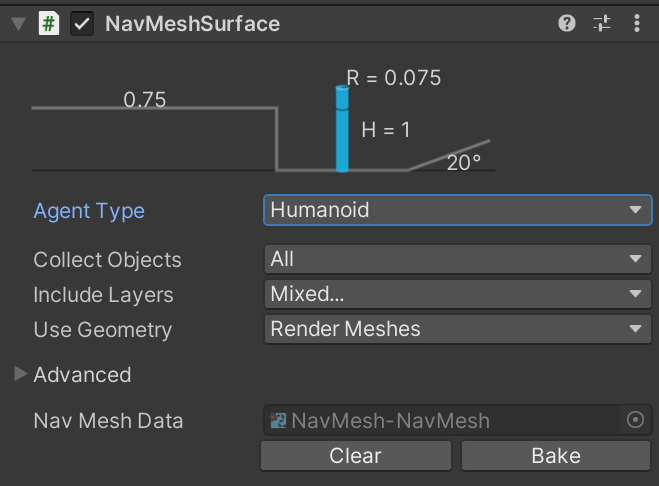 # NavMeshSurface ?
R = 0.075
0.75
H = 1
20°
Agent Type Humanoid
Collect Objects All
Include Layers Mixed...
Use Geometry Render Meshes
Advanced
Nav Mesh Data NavMesh-NavMesh
Clear Bake